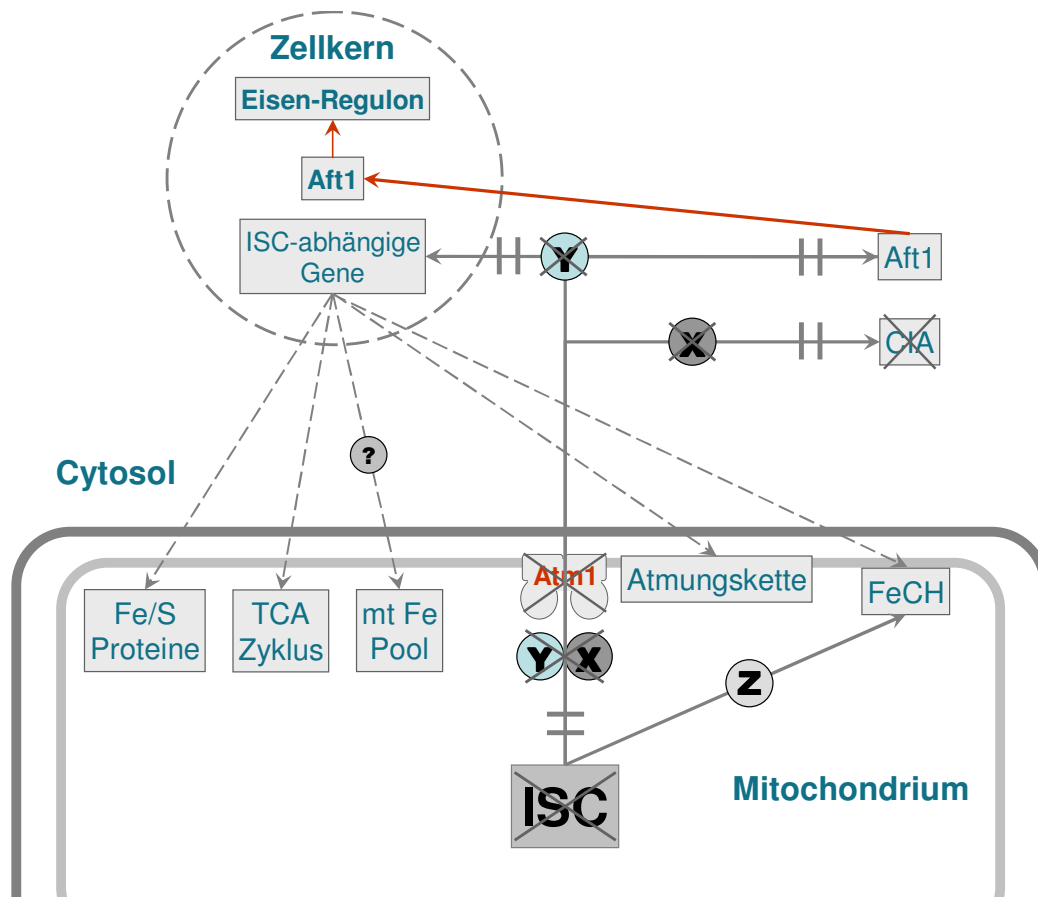 Zellkern
Eisen-Regulon
Aft1
ISC-abhängige
Gene
Y
Aft1
X
CIA
?
Cytosol
Atm1
Atmungskette
FeCH
Fe/S
Proteine
TCA
Zyklus
mt Fe
Pool
Y
X
Z
ISC
Mitochondrium